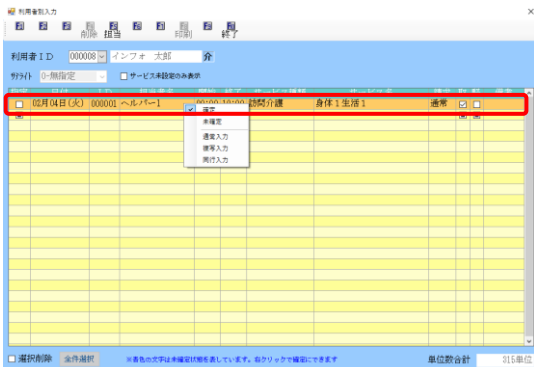 利用者別入力
削除 担当 印刷 終了
利用者ID 000008 インフォ 太郎 介
ｻﾃﾗｲﾄ 0-無指定 サービス未設定のみ表示
02月04日(火) 000001 ヘルパー1 09:00 10:00 訪問介護 身体1生活1 通常
確定
未確定
通常入力
複写入力
同行入力
選択削除 全件選択 ※青色の文字は未確定状態を表しています。右クリックで確定にできます 単位数合計 315単位